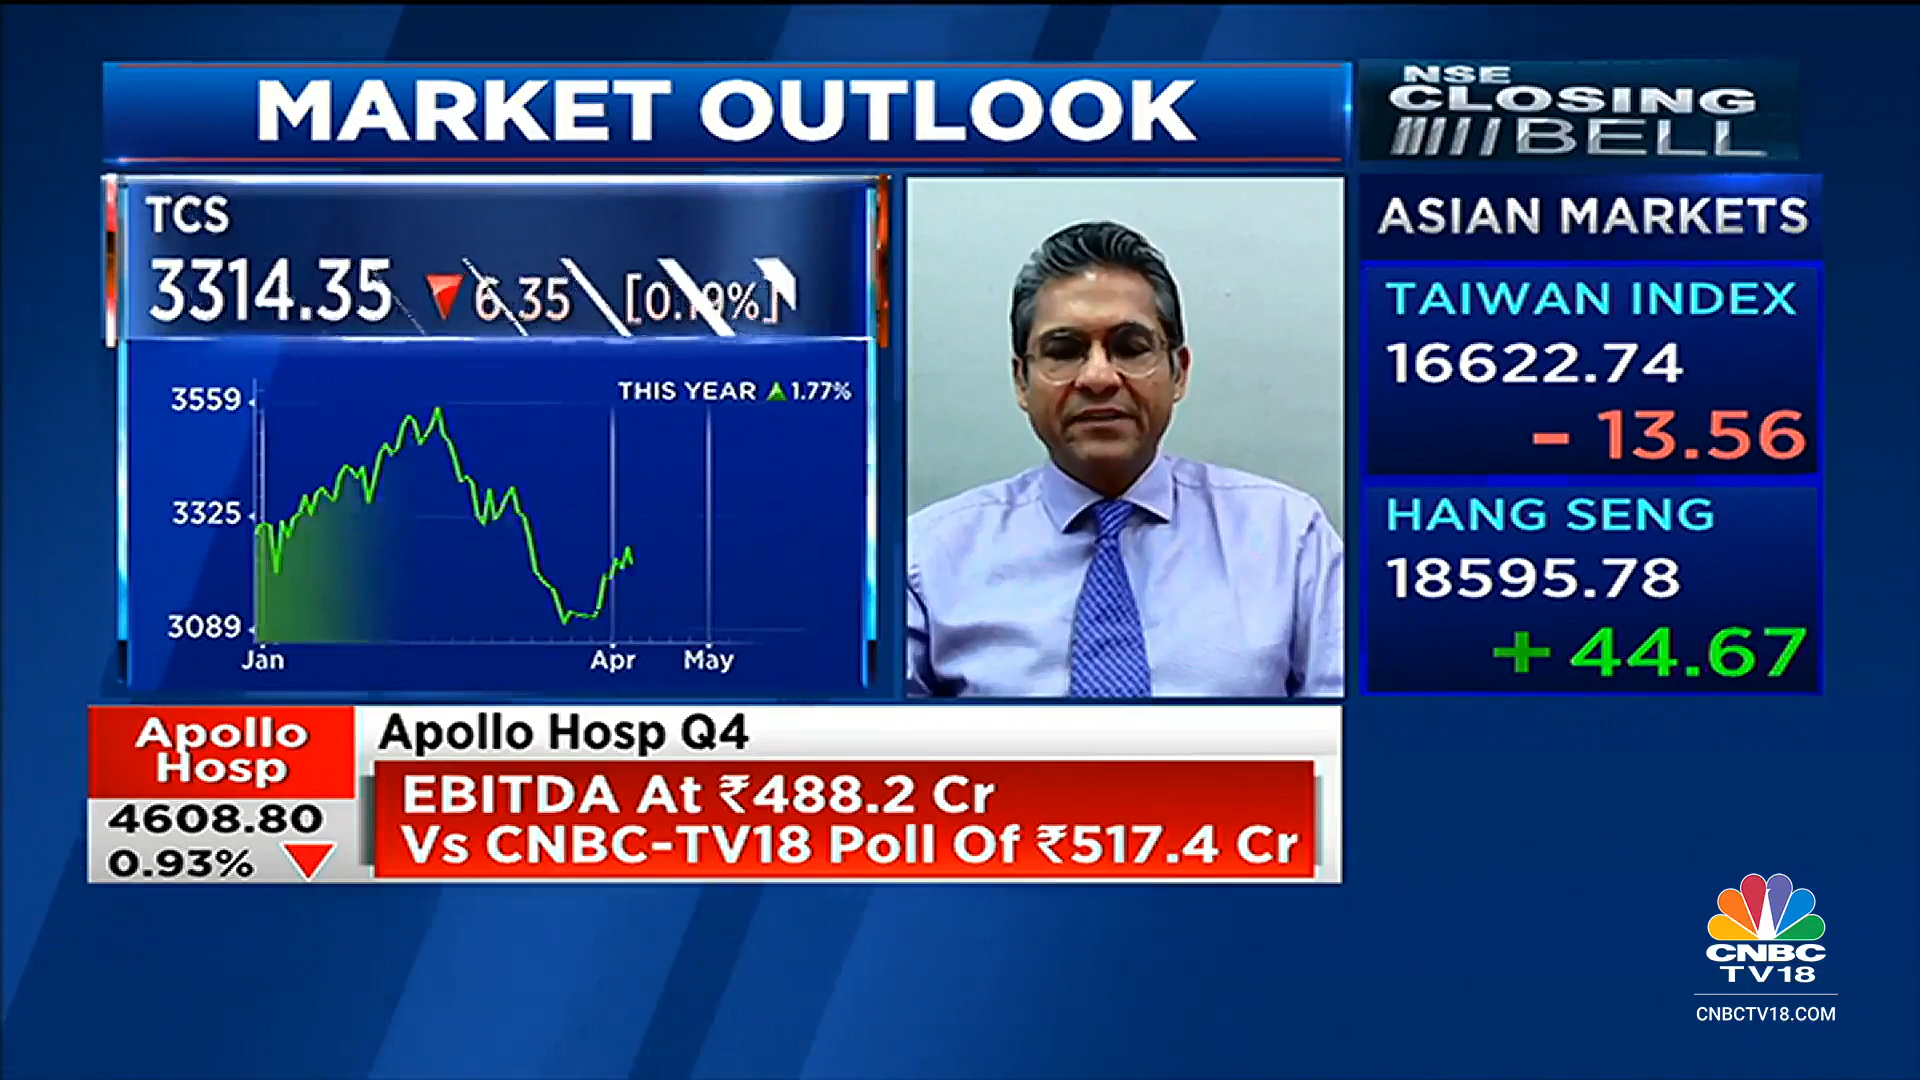 MARKET OUTLOOK
NSE
CLOSING
BELL
TCS
3314.35 ▼ 6.35 [0.19%]
THIS YEAR ▲ 1.77%
3559
3325
3089
Jan Apr May
ASIAN MARKETS
TAIWAN INDEX
16622.74
- 13.56
HANG SENG
18595.78
+ 44.67
Apollo
Hosp
4608.80
0.93% ▼
Apollo Hosp Q4
EBITDA At ₹488.2 Cr
Vs CNBC-TV18 Poll Of ₹517.4 Cr
CNBC
TV18
CNBCTV18.COM